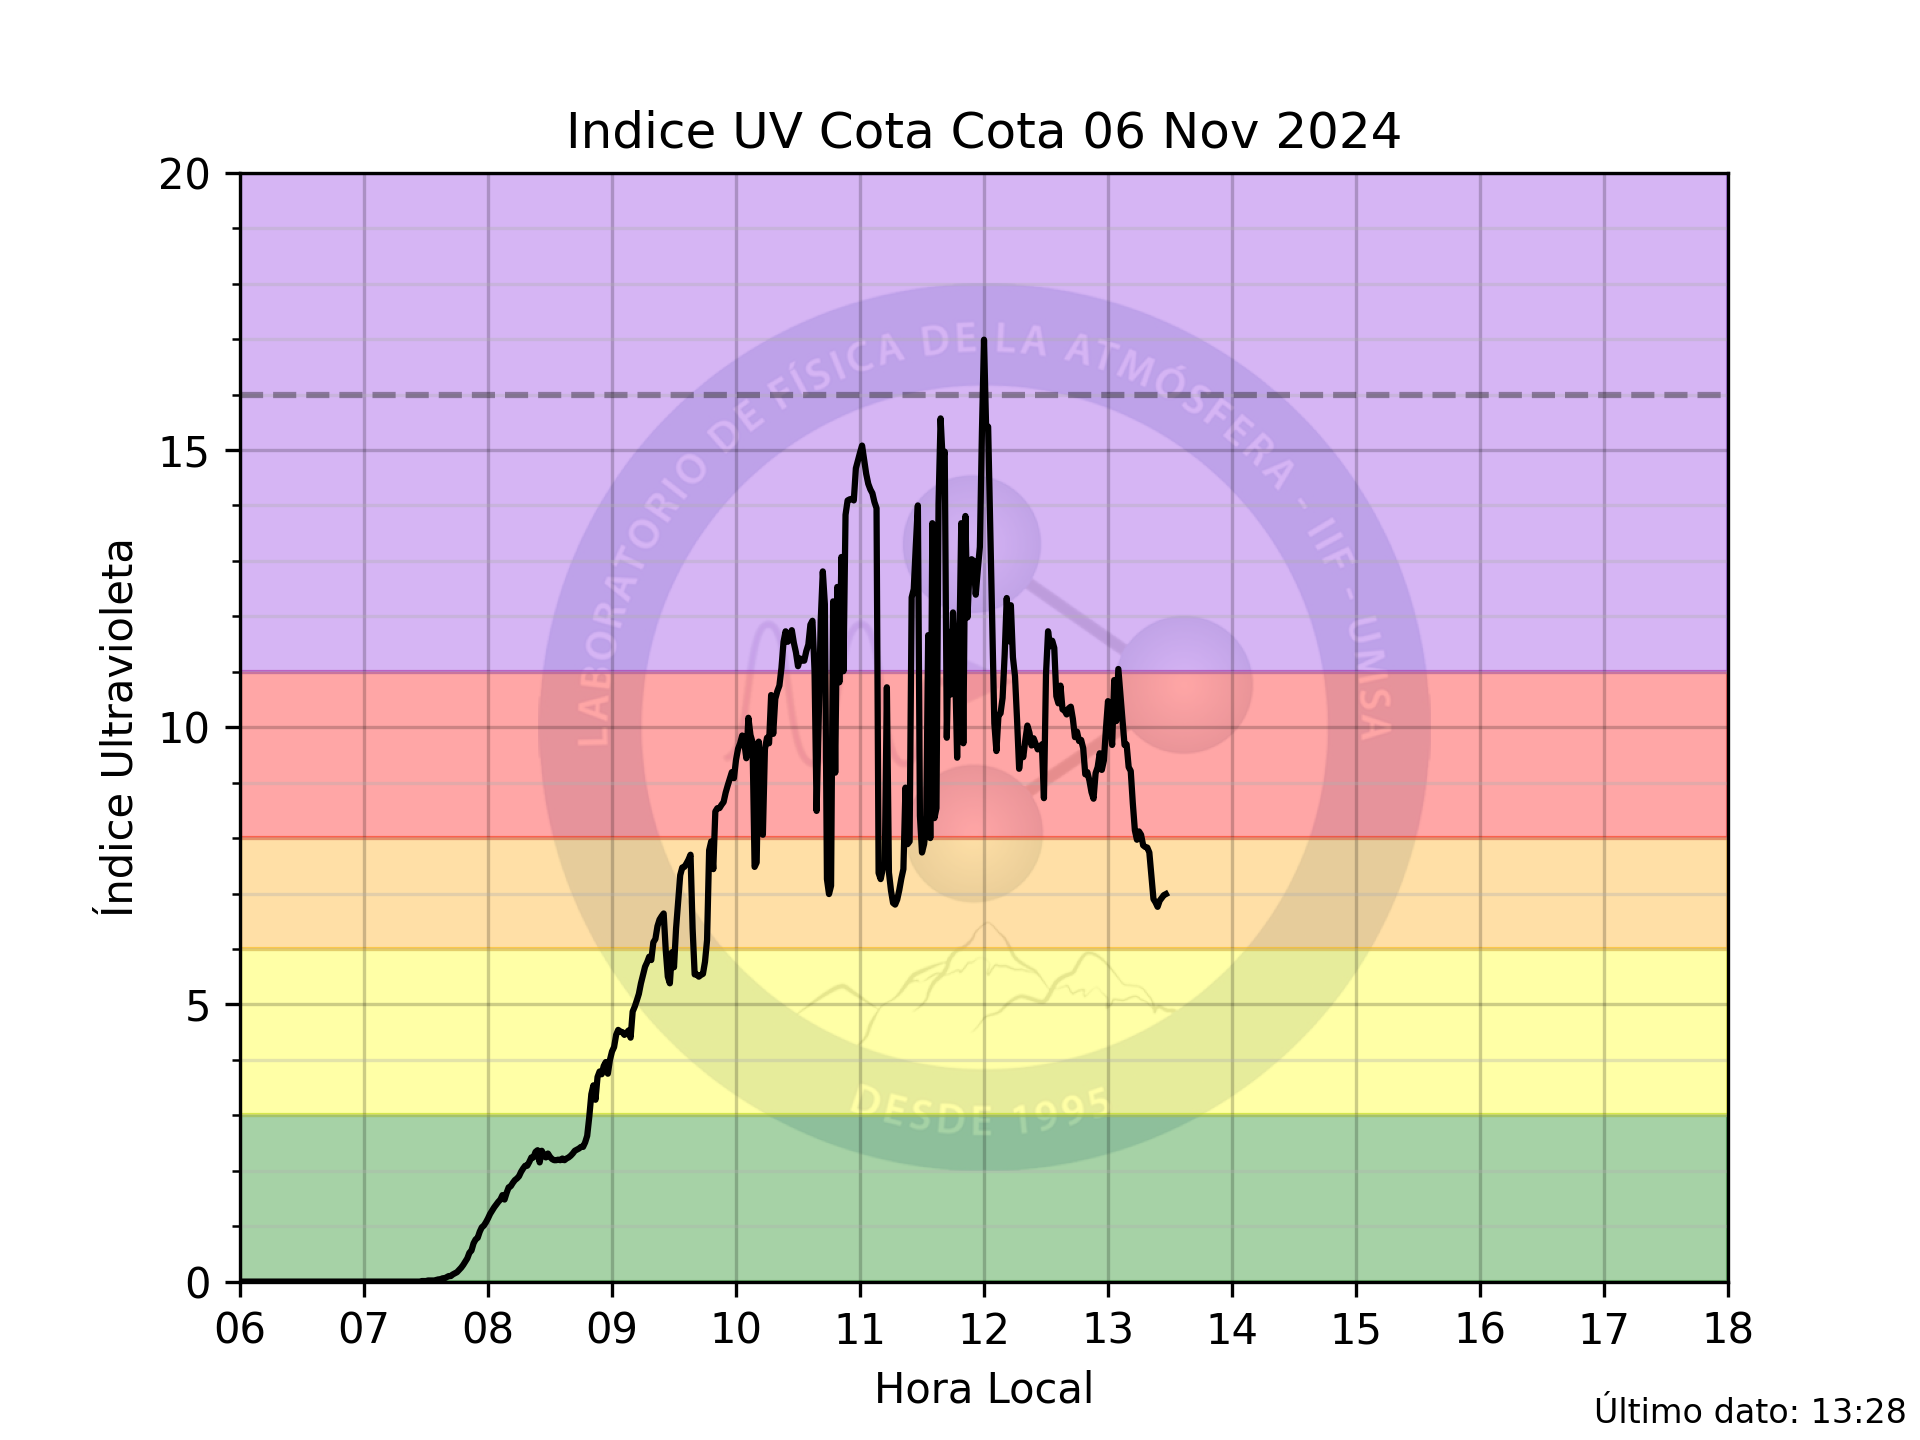 Indice UV Cota Cota 06 Nov 2024
20
15
10
5
0
Índice Ultravioleta
LABORATORIO DE FÍSICA DE LA ATMÓSFERA - IIF - UMSA
DESDE 1995
06 07 08 09 10 11 12 13 14 15 16 17 18
Hora Local
Último dato: 13:28